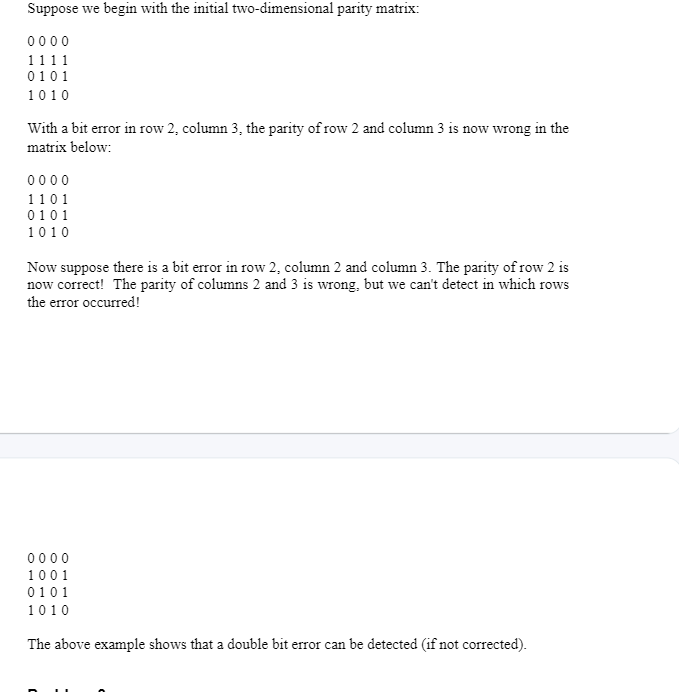 Suppose we begin with the initial two-dimensional parity matrix:
0 0 0 0
1 1 1 1
0 1 0 1
1 0 1 0
With a bit error in row 2, column 3, the parity of row 2 and column 3 is now wrong in the
matrix below:
0 0 0 0
1 1 0 1
0 1 0 1
1 0 1 0
Now suppose there is a bit error in row 2, column 2 and column 3. The parity of row 2 is
now correct! The parity of columns 2 and 3 is wrong, but we can't detect in which rows
the error occurred!
0 0 0 0
1 0 0 1
0 1 0 1
1 0 1 0
The above example shows that a double bit error can be detected (if not corrected).